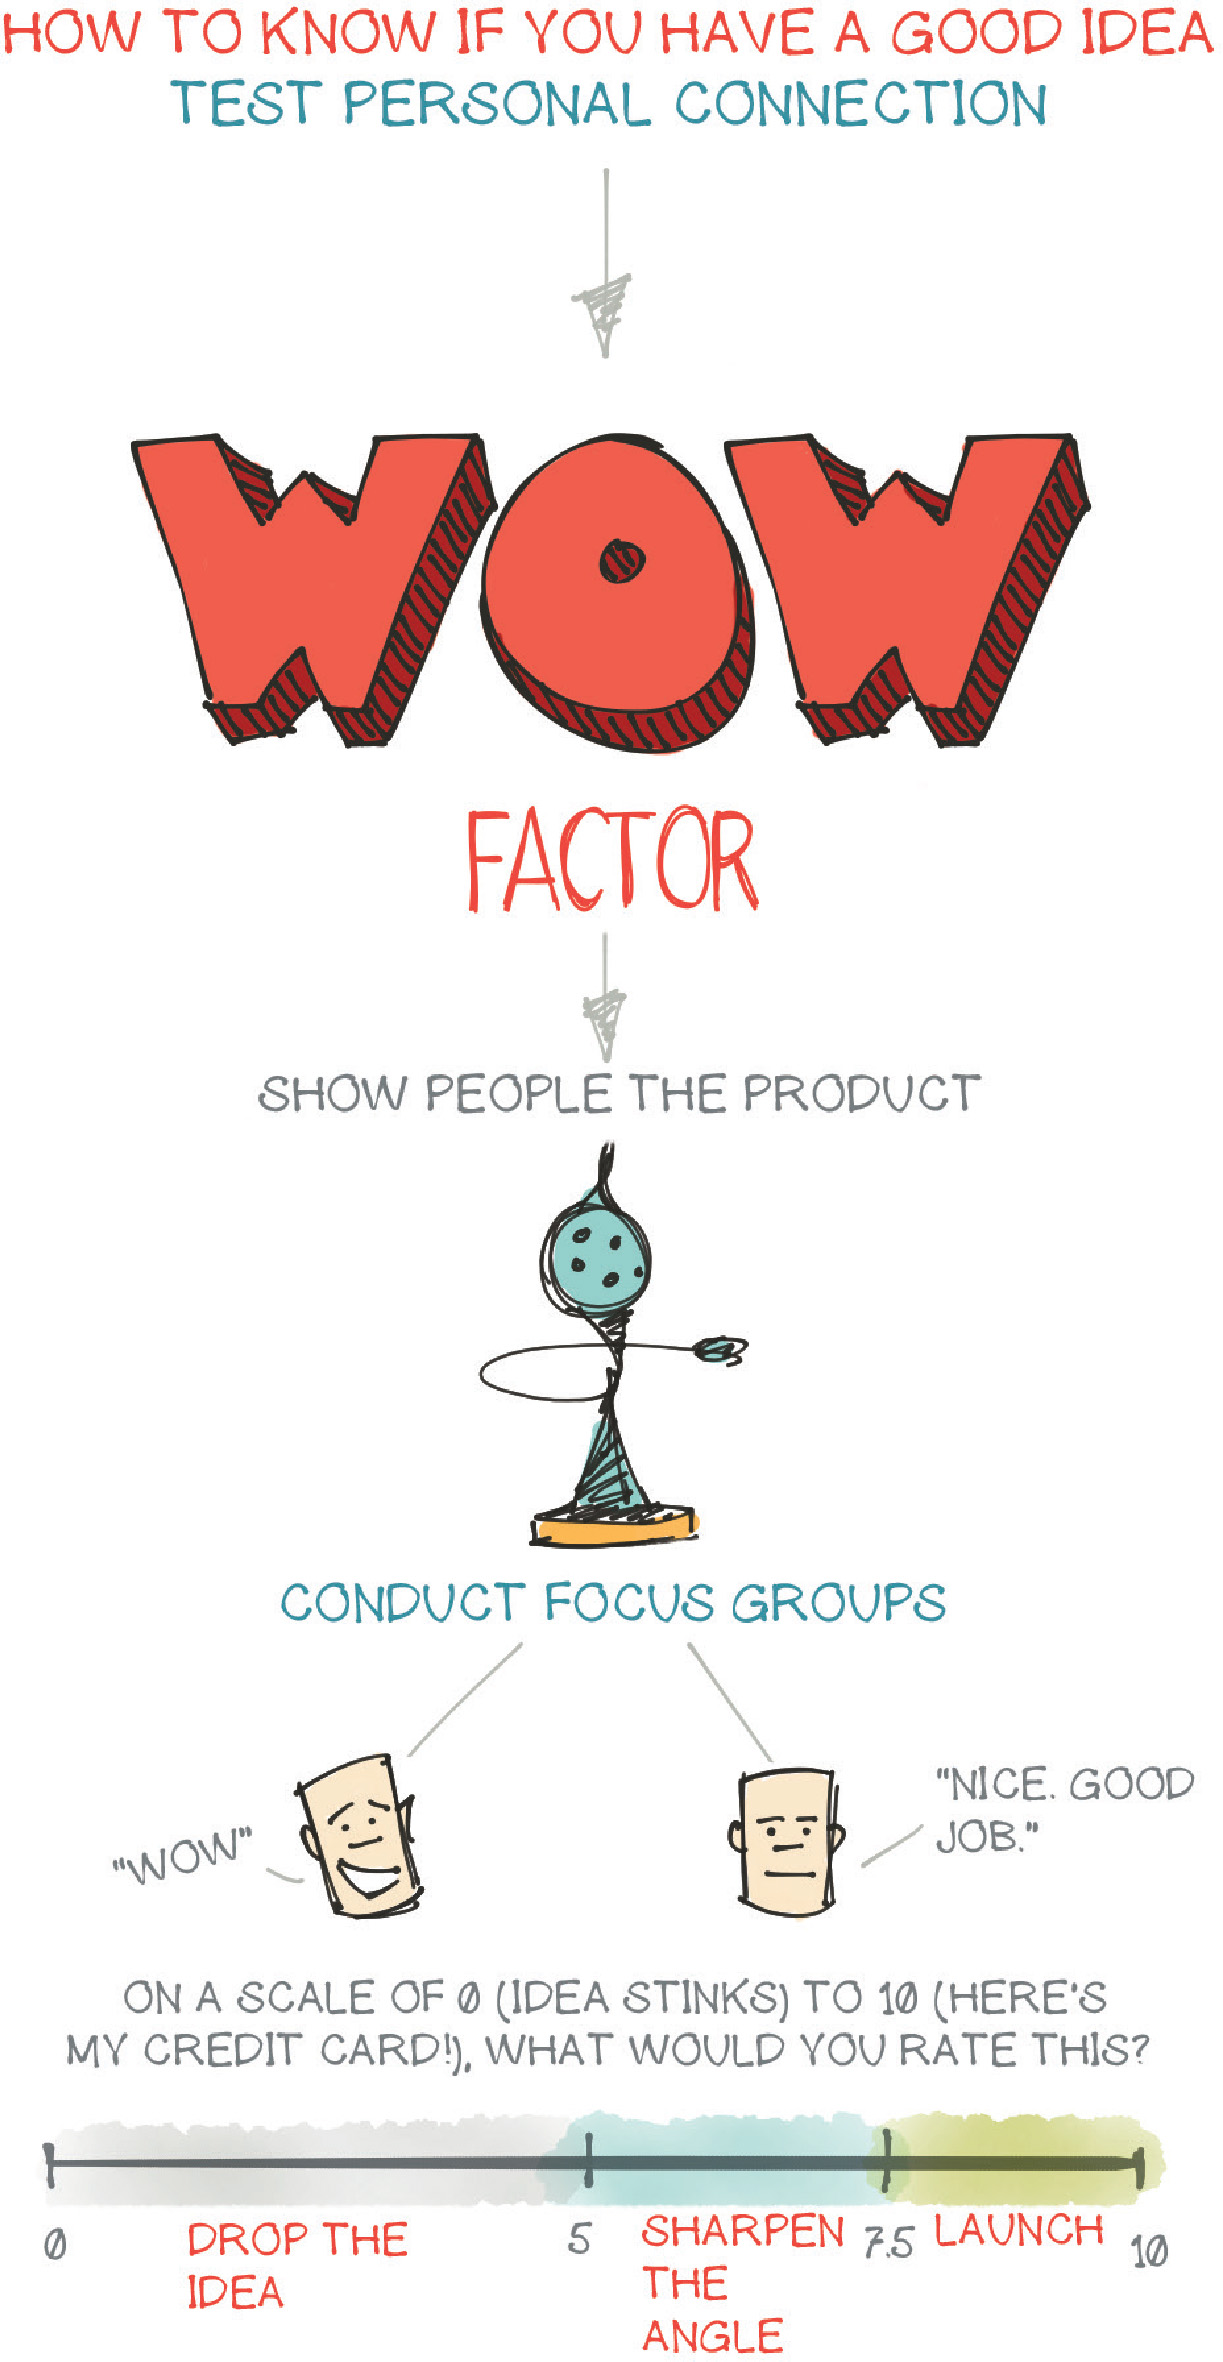 HOW TO KNOW IF YOU HAVE A GOOD IDEA
TEST PERSONAL CONNECTION
WOW
FACTOR
SHOW PEOPLE THE PRODUCT
CONDUCT FOCUS GROUPS
"WOW"
"NICE. GOOD
JOB."
ON A SCALE OF 0 (IDEA STINKS) TO 10 (HERE'S
MY CREDIT CARD!), WHAT WOULD YOU RATE THIS?
0
DROP THE
IDEA
5
SHARPEN
THE
ANGLE
7.5
LAUNCH
10